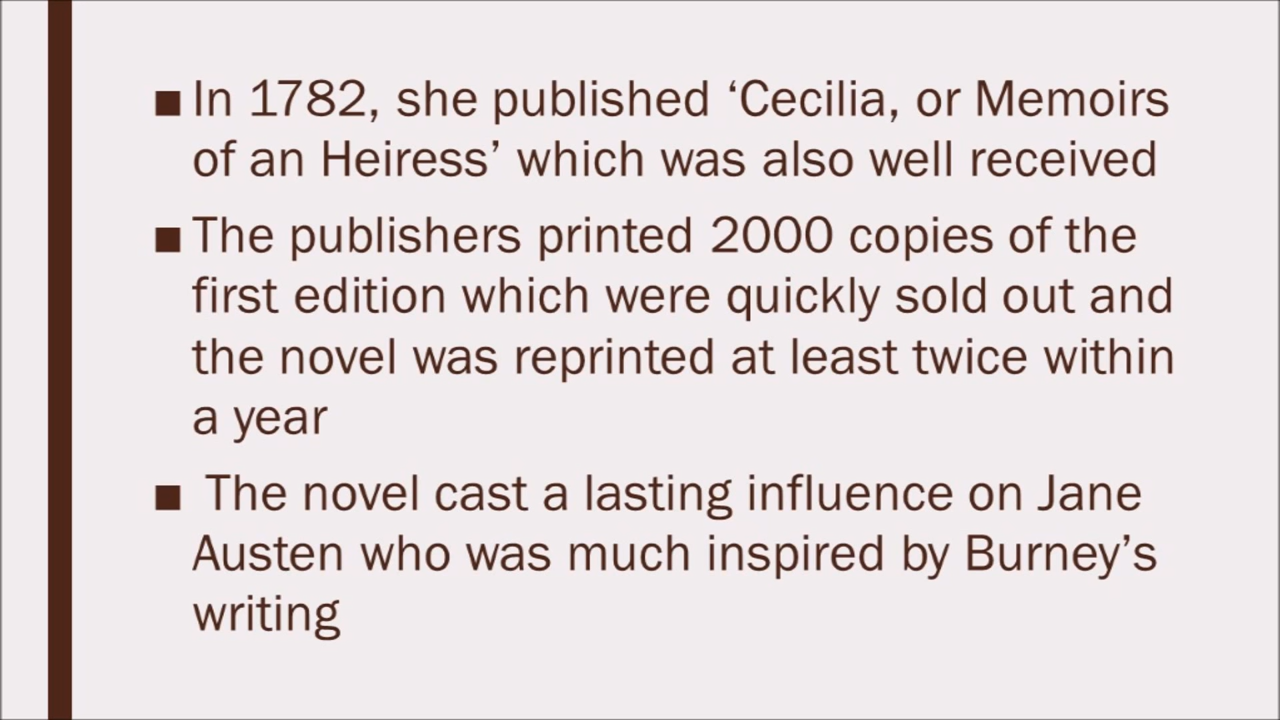 ■ In 1782, she published ‘Cecilia, or Memoirs
of an Heiress’ which was also well received
■ The publishers printed 2000 copies of the
first edition which were quickly sold out and
the novel was reprinted at least twice within
a year
■ The novel cast a lasting influence on Jane
Austen who was much inspired by Burney’s
writing